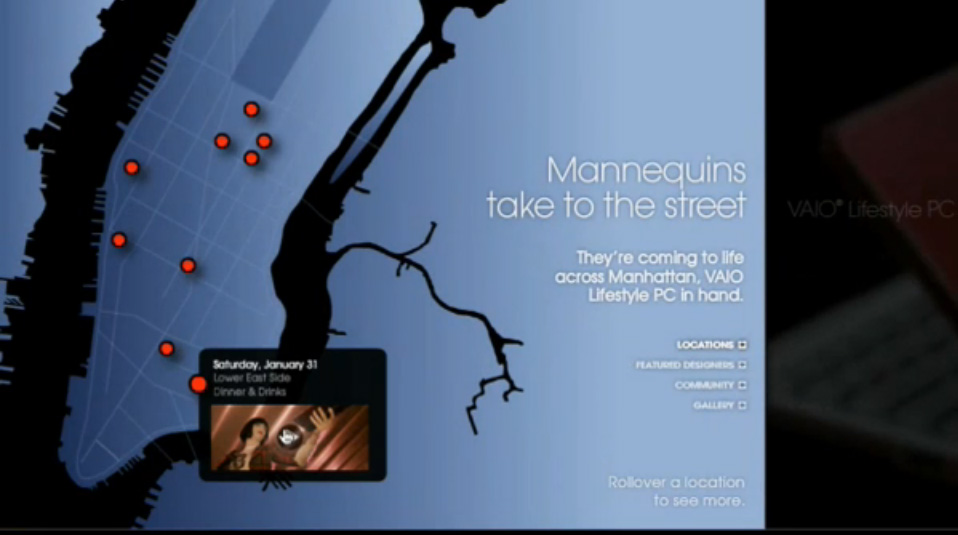 Mannequins
take to the street
VAIO® Lifestyle PC
They're coming to life
across Manhattan, VAIO
Lifestyle PC in hand.
LOCATIONS
FEATURED DESIGNERS
COMMUNITY
GALLERY
Saturday, January 31
Lower East Side
Dinner & Drinks
Rollover a location
to see more.